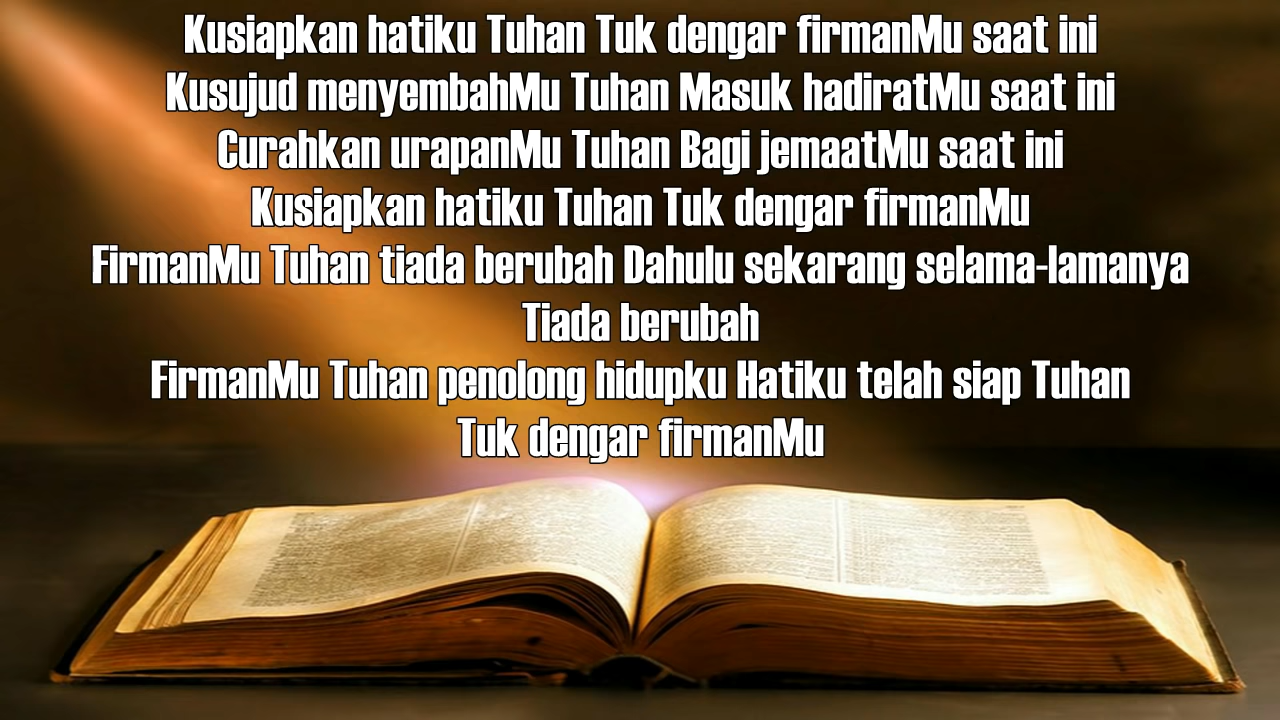 Kusiapkan hatiku Tuhan Tuk dengar firmanMu saat ini
Kusujud menyembahMu Tuhan Masuk hadiratMu saat ini
Curahkan urapanMu Tuhan Bagi jemaatMu saat ini
Kusiapkan hatiku Tuhan Tuk dengar firmanMu
FirmanMu Tuhan tiada berubah Dahulu sekarang selama-lamanya
Tiada berubah
FirmanMu Tuhan penolong hidupku Hatiku telah siap Tuhan
Tuk dengar firmanMu